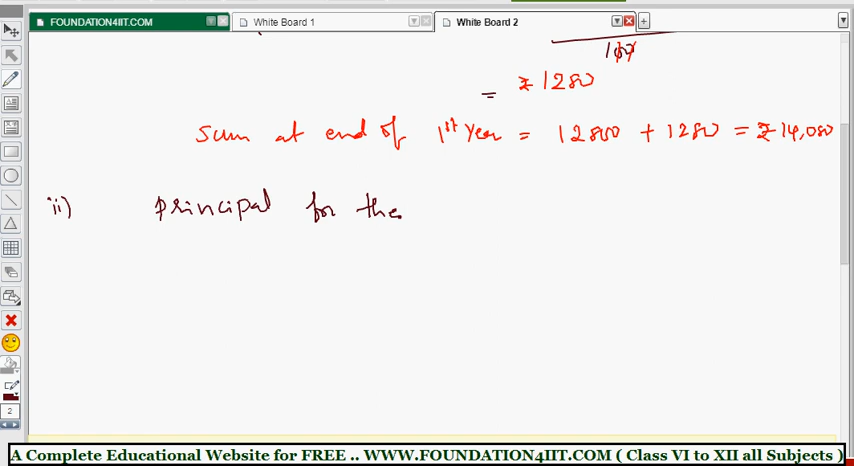 FOUNDATION4IIT.COM White Board 1 White Board 2
100
= ₹1280
Sum at end of 1st Year = 12800 + 1280 = ₹14,080
ii) principal for the
2
A Complete Educational Website for FREE .. WWW.FOUNDATION4IIT.COM ( Class VI to XII all Subjects )